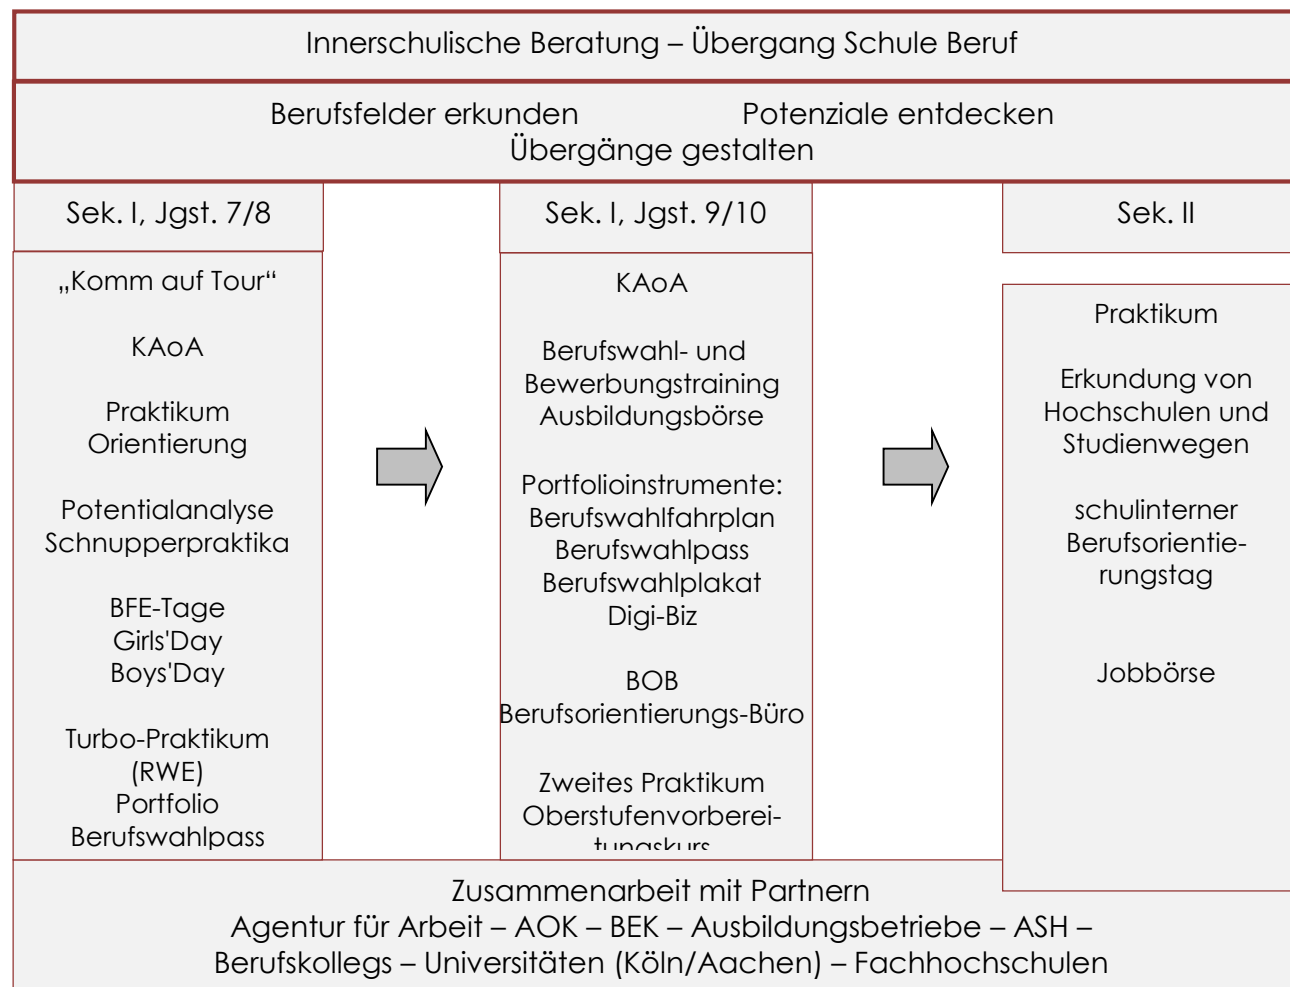 Innerschulische Beratung – Übergang Schule Beruf
Berufsfelder erkunden Potenziale entdecken
Übergänge gestalten
Sek. I, Jgst. 7/8
„Komm auf Tour“
KAoA
Praktikum
Orientierung
Potentialanalyse
Schnupperpraktika
BFE-Tage
Girls'Day
Boys'Day
Turbo-Praktikum
(RWE)
Portfolio
Berufswahlpass
Sek. I, Jgst. 9/10
KAoA
Berufswahl- und
Bewerbungstraining
Ausbildungsbörse
Portfolioinstrumente:
Berufswahlfahrplan
Berufswahlpass
Berufswahlplakat
Digi-Biz
BOB
Berufsorientierungs-Büro
Zweites Praktikum
Oberstufenvorberei-
tungskurs
Sek. II
Praktikum
Erkundung von
Hochschulen und
Studienwegen
schulinterner
Berufsorientie-
rungstag
Jobbörse
Zusammenarbeit mit Partnern
Agentur für Arbeit – AOK – BEK – Ausbildungsbetriebe – ASH –
Berufskollegs – Universitäten (Köln/Aachen) – Fachhochschulen